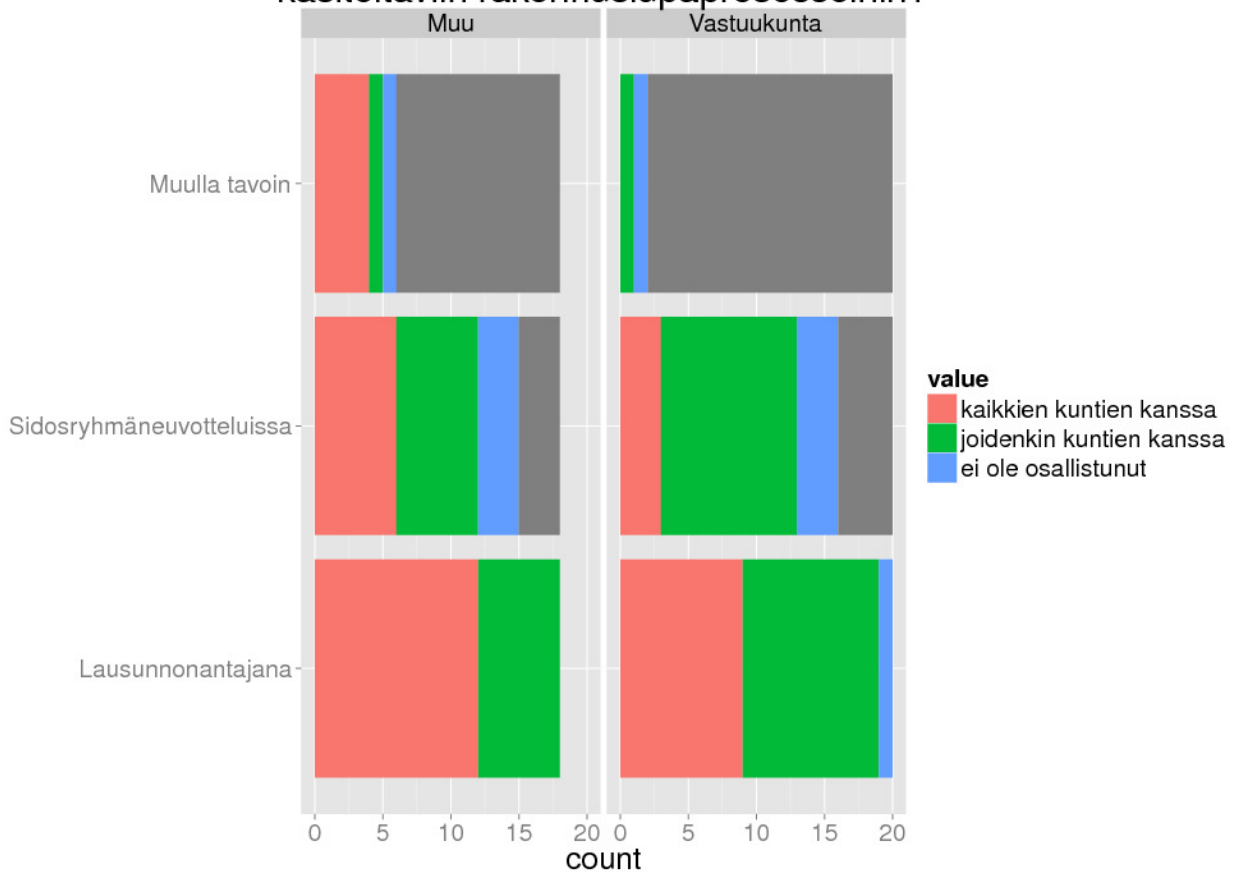 Muu
Vastuukunta
Muulla tavoin
Sidosryhmäneuvotteluissa
Lausunnonantajana
0 5 10 15 20 0 5 10 15 20
count
value
kaikkien kuntien kanssa
joidenkin kuntien kanssa
ei ole osallistunut